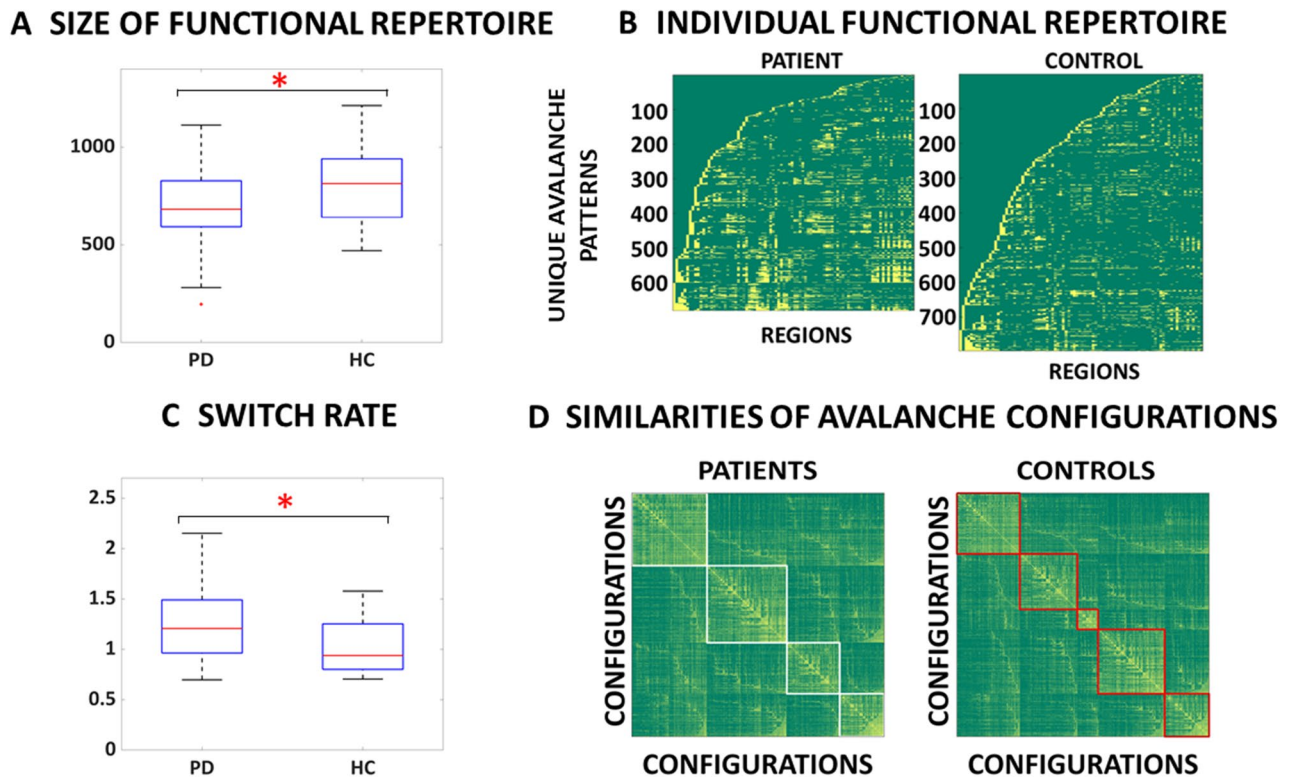 A SIZE OF FUNCTIONAL REPERTOIRE
*
1000
500
0
PD HC
B INDIVIDUAL FUNCTIONAL REPERTOIRE
PATIENT
CONTROL
UNIQUE AVALANCHE
PATTERNS
100
200
300
400
500
600
REGIONS
100
200
300
400
500
600
700
REGIONS
C SWITCH RATE
*
2.5
2
1.5
1
0.5
0
PD HC
D SIMILARITIES OF AVALANCHE CONFIGURATIONS
PATIENTS
CONFIGURATIONS
CONFIGURATIONS
CONTROLS
CONFIGURATIONS
CONFIGURATIONS